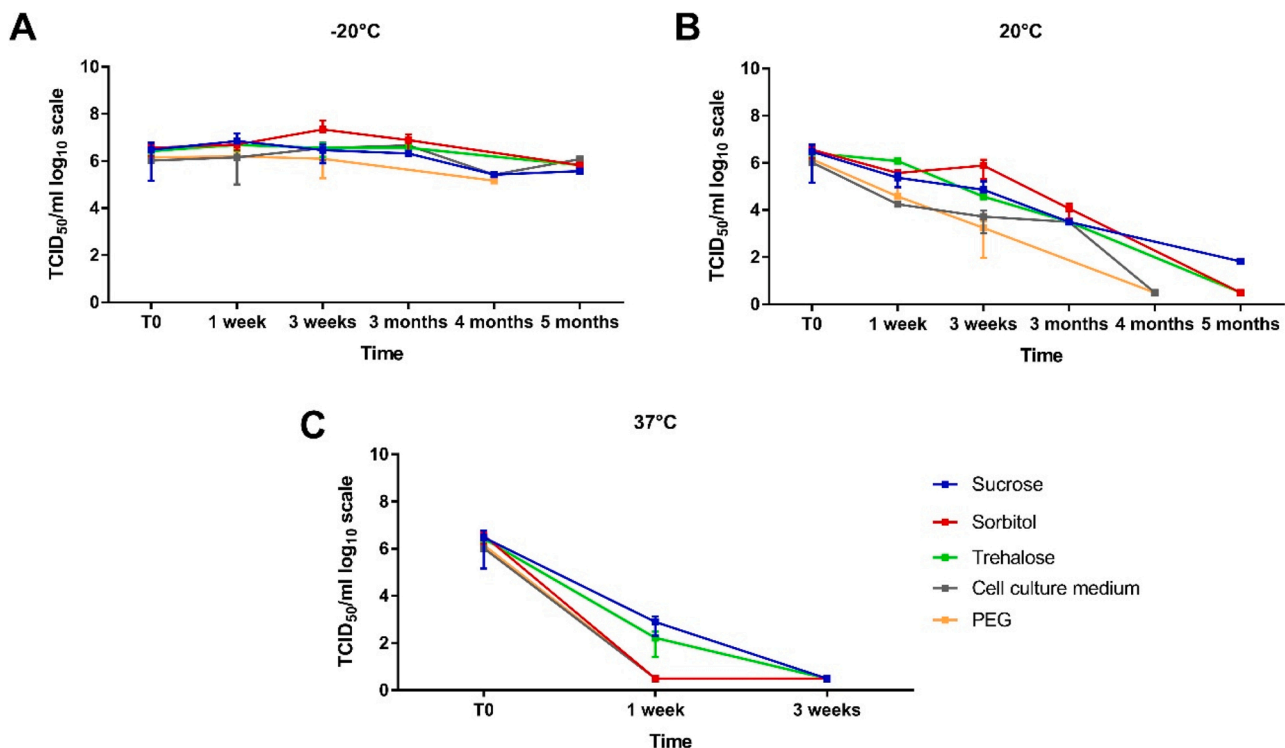 A
-20°C
TCID50/ml log10 scale
10
8
6
4
2
0
T0 1 week 3 weeks 3 months 4 months 5 months
Time
B
20°C
TCID50/ml log10 scale
10
8
6
4
2
0
T0 1 week 3 weeks 3 months 4 months 5 months
Time
C
37°C
TCID50/ml log10 scale
10
8
6
4
2
0
T0 1 week 3 weeks
Time
Sucrose
Sorbitol
Trehalose
Cell culture medium
PEG